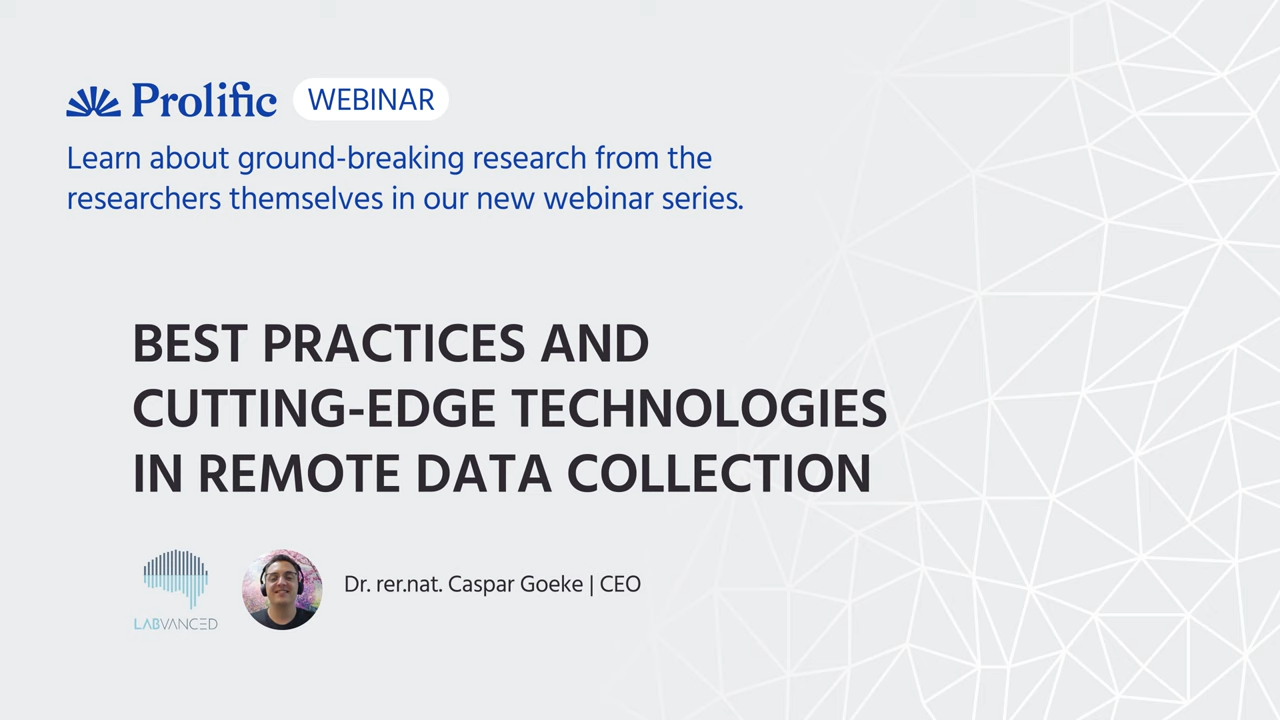 Prolific WEBINAR
Learn about ground-breaking research from the
researchers themselves in our new webinar series.
BEST PRACTICES AND
CUTTING-EDGE TECHNOLOGIES
IN REMOTE DATA COLLECTION
Dr. rer.nat. Caspar Goeke | CEO
LABVANCED